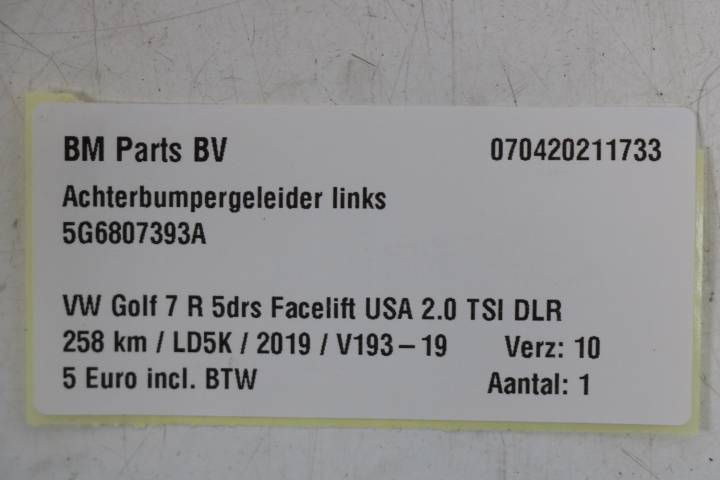 BM Parts BV 070420211733
Achterbumpergeleider links
5G6807393A
VW Golf 7 R 5drs Facelift USA 2.0 TSI DLR
258 km / LD5K / 2019 / V193-19 Verz: 10
5 Euro incl. BTW Aantal: 1